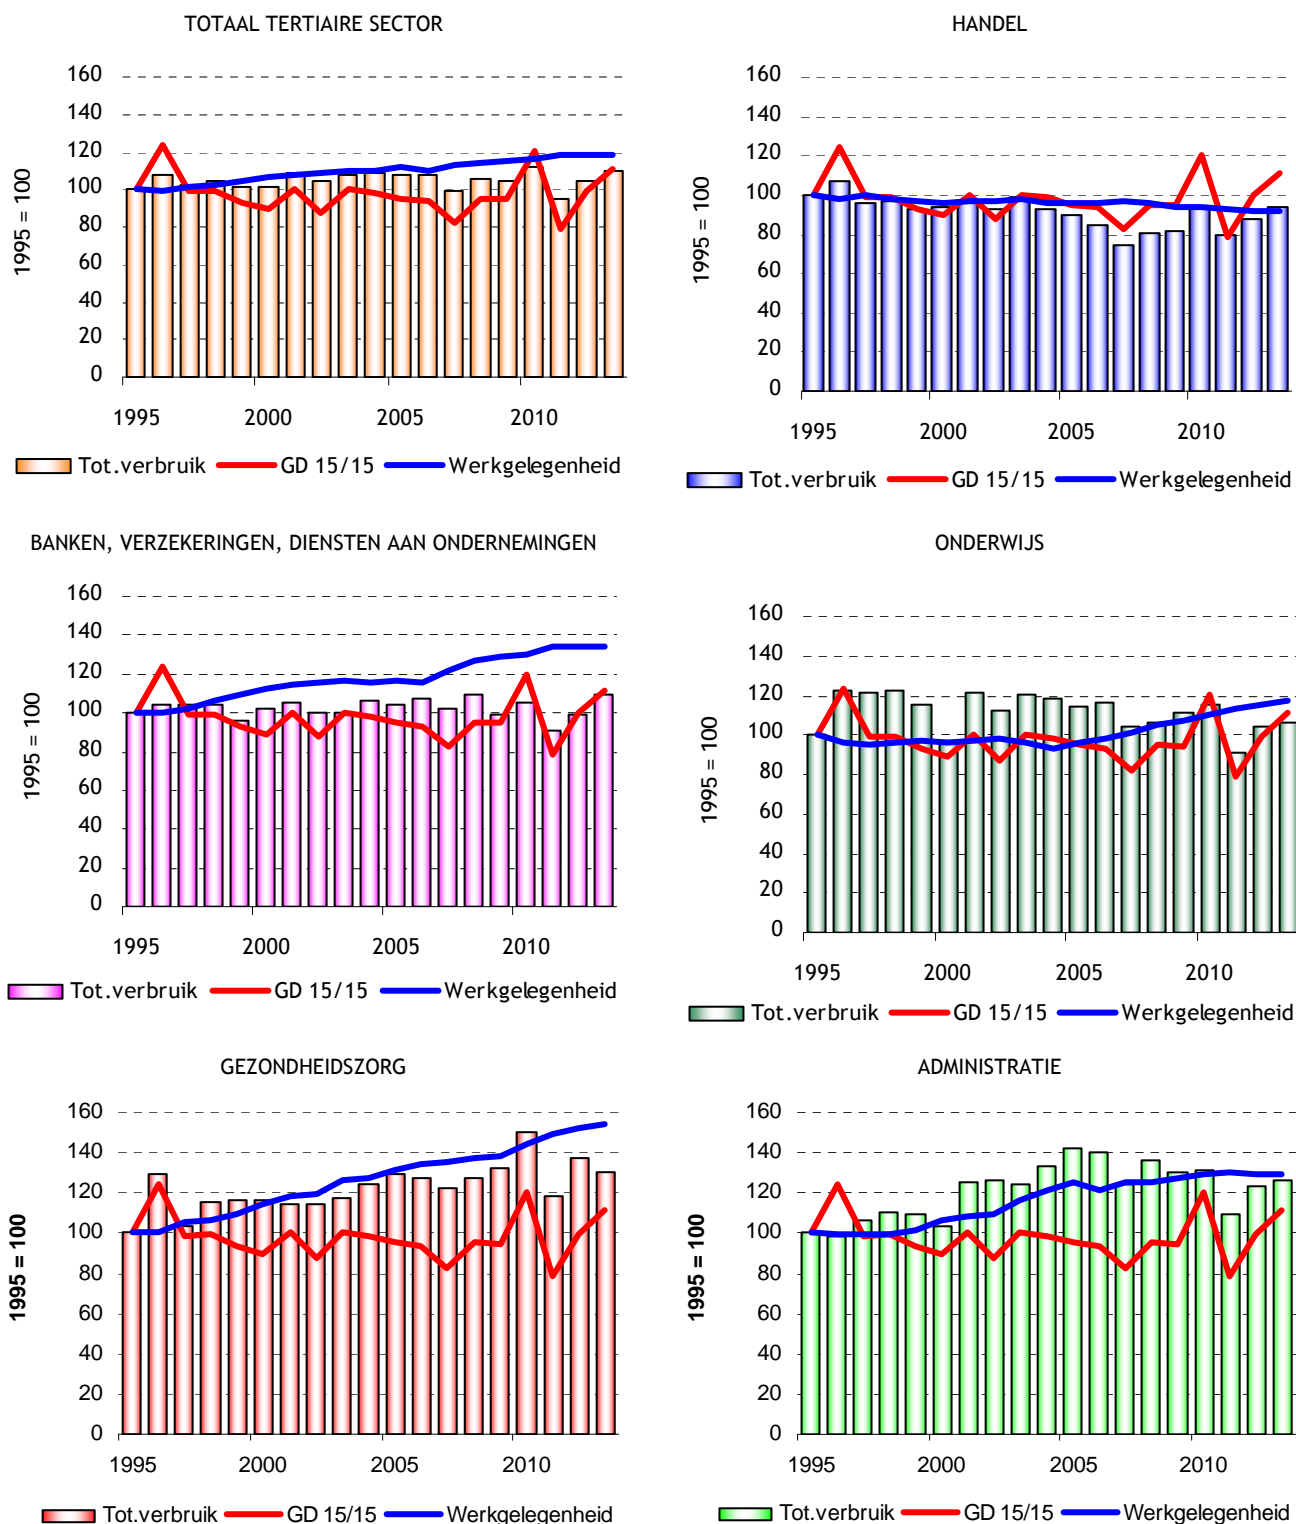 TOTAAL TERTIAIRE SECTOR
1995 = 100
160
140
120
100
80
60
40
20
0
1995 2000 2005 2010
Tot.verbruik GD 15/15 Werkgelegenheid
HANDEL
1995 = 100
160
140
120
100
80
60
40
20
0
1995 2000 2005 2010
Tot.verbruik GD 15/15 Werkgelegenheid
BANKEN, VERZEKERINGEN, DIENSTEN AAN ONDERNEMINGEN
1995 = 100
160
140
120
100
80
60
40
20
0
1995 2000 2005 2010
Tot.verbruik GD 15/15 Werkgelegenheid
ONDERWIJS
1995 = 100
160
140
120
100
80
60
40
20
0
1995 2000 2005 2010
Tot.verbruik GD 15/15 Werkgelegenheid
GEZONDHEIDSZORG
1995 = 100
160
140
120
100
80
60
40
20
0
1995 2000 2005 2010
Tot.verbruik GD 15/15 Werkgelegenheid
ADMINISTRATIE
1995 = 100
160
140
120
100
80
60
40
20
0
1995 2000 2005 2010
Tot.verbruik GD 15/15 Werkgelegenheid